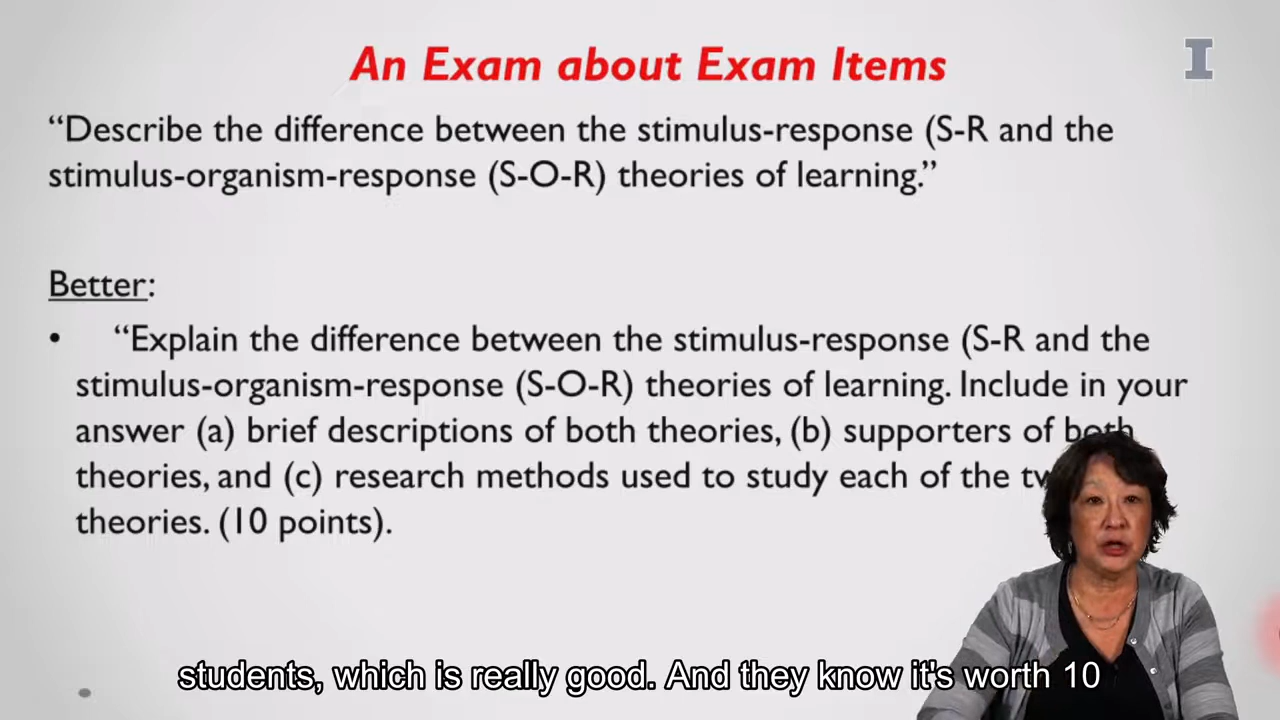 An Exam about Exam Items
I
“Describe the difference between the stimulus-response (S-R and the
stimulus-organism-response (S-O-R) theories of learning.”
Better:
• “Explain the difference between the stimulus-response (S-R and the
stimulus-organism-response (S-O-R) theories of learning. Include in your
answer (a) brief descriptions of both theories, (b) supporters of both
theories, and (c) research methods used to study each of the
theories. (10 points).
students, which is really good. And they know it's worth 10